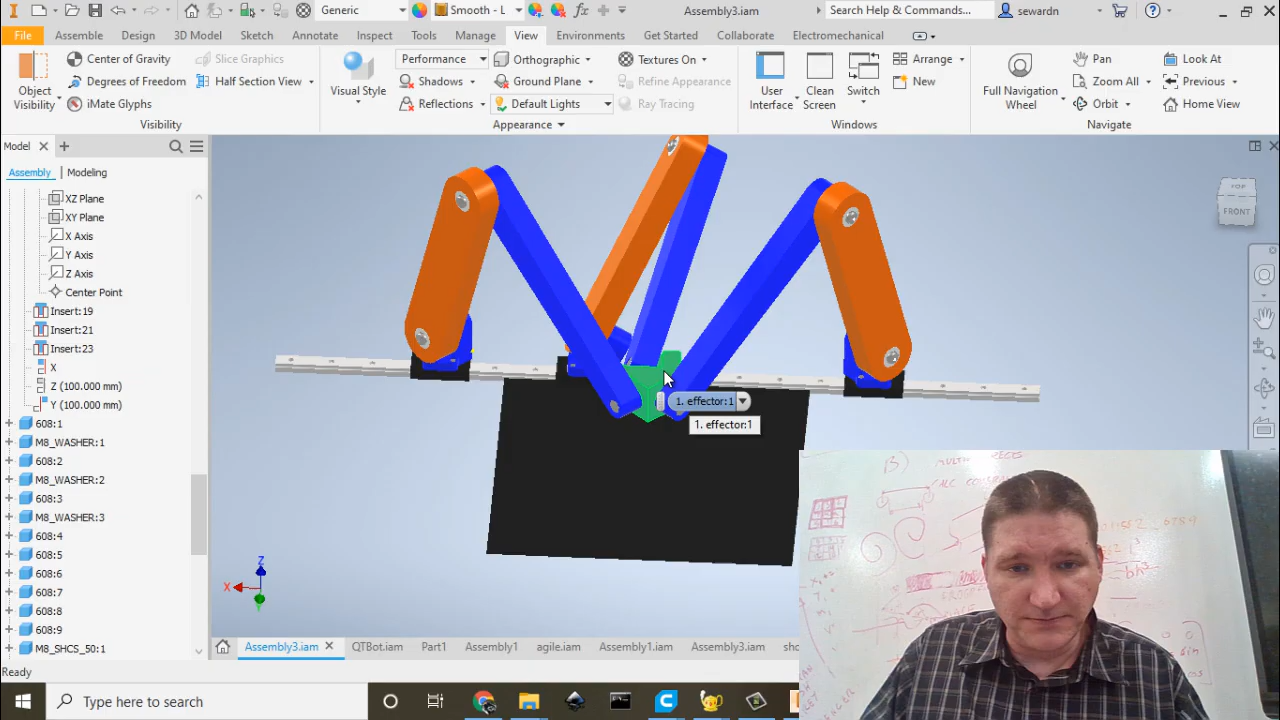 Generic
Smooth - L
fx
Assembly3.iam
Search Help & Commands...
sewardn
File
Assemble
Design
3D Model
Sketch
Annotate
Inspect
Tools
Manage
View
Environments
Get Started
Collaborate
Electromechanical
Object
Visibility
Center of Gravity
Degrees of Freedom
iMate Glyphs
Slice Graphics
Half Section View
Visibility
Visual Style
Performance
Shadows
Reflections
Orthographic
Ground Plane
Default Lights
Textures On
Refine Appearance
Ray Tracing
Appearance
User
Interface
Clean
Screen
Switch
Arrange
New
Windows
Full Navigation
Wheel
Pan
Zoom All
Orbit
Look At
Previous
Home View
Navigate
Model
Assembly
Modeling
XZ Plane
XY Plane
X Axis
Y Axis
Z Axis
Center Point
Insert:19
Insert:21
Insert:23
X
Z (100.000 mm)
Y (100.000 mm)
608:1
M8_WASHER:1
608:2
M8_WASHER:2
608:3
M8_WASHER:3
608:4
608:5
608:6
608:7
608:8
608:9
M8_SHCS_50:1
TOP
FRONT
1. effector:1
1. effector:1
Z
X
Assembly3.iam
QTBot.iam
Part1
Assembly1
agile.iam
Assembly1.iam
Assembly3.iam
Ready
Type here to search